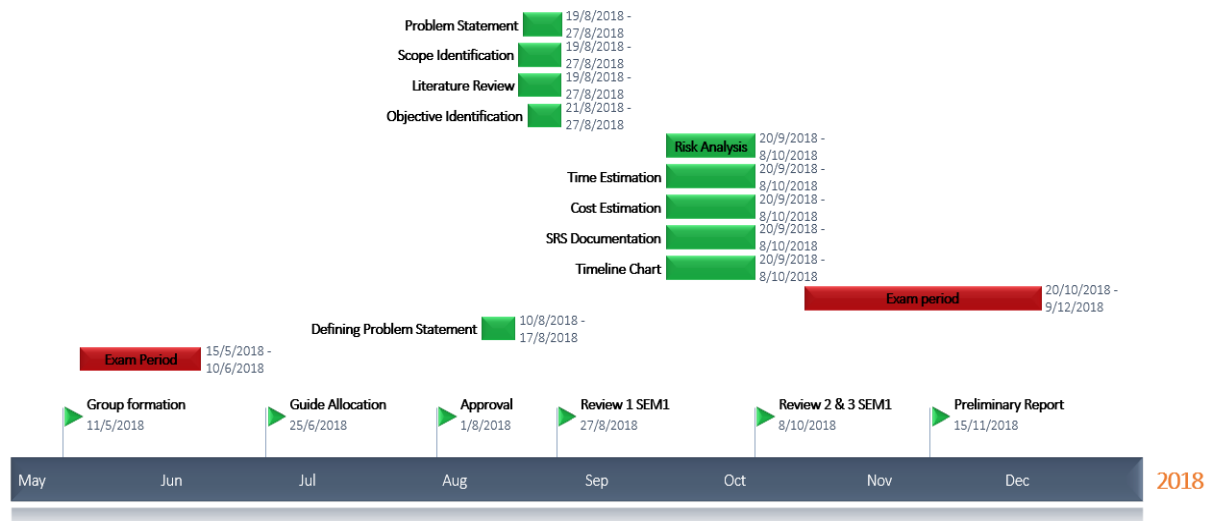 Problem Statement
19/8/2018 -
27/8/2018
Scope Identification
19/8/2018 -
27/8/2018
Literature Review
19/8/2018 -
27/8/2018
Objective Identification
21/8/2018 -
27/8/2018
Risk Analysis
20/9/2018 -
8/10/2018
Time Estimation
20/9/2018 -
8/10/2018
Cost Estimation
20/9/2018 -
8/10/2018
SRS Documentation
20/9/2018 -
8/10/2018
Timeline Chart
20/9/2018 -
8/10/2018
Exam period
20/10/2018 -
9/12/2018
Defining Problem Statement
10/8/2018 -
17/8/2018
Exam Period
15/5/2018 -
10/6/2018
Group formation
11/5/2018
Guide Allocation
25/6/2018
Approval
1/8/2018
Review 1 SEM1
27/8/2018
Review 2 & 3 SEM1
8/10/2018
Preliminary Report
15/11/2018
May Jun Jul Aug Sep Oct Nov Dec 2018